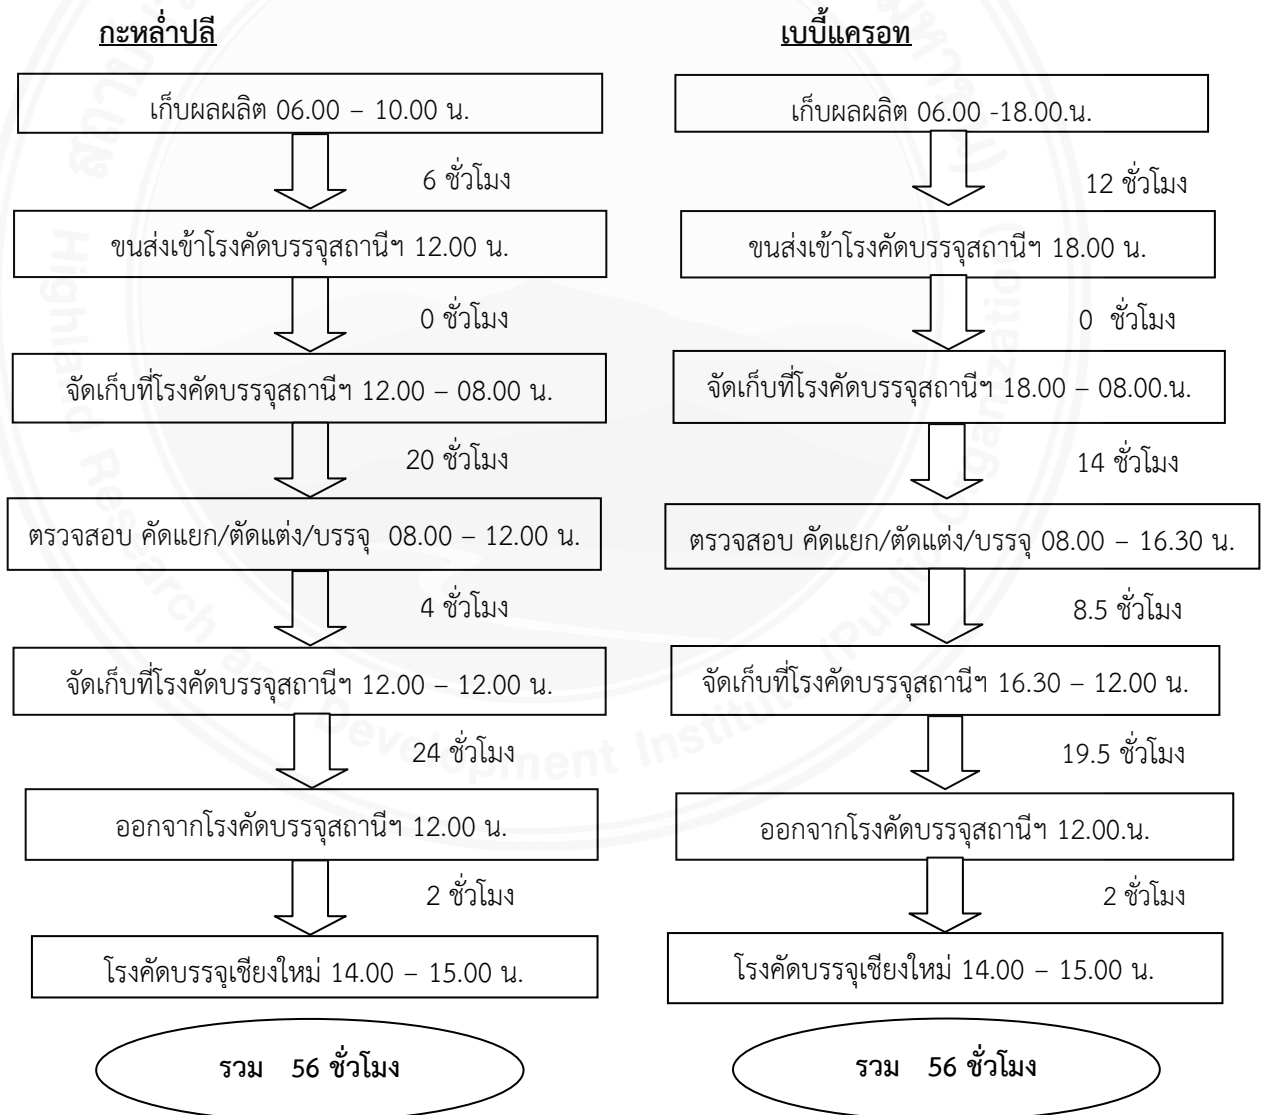 กะหล่ำปลี
เก็บผลผลิต 06.00 – 10.00 น.
6 ชั่วโมง
ขนส่งเข้าโรงคัดบรรจุสถานีฯ 12.00 น.
0 ชั่วโมง
จัดเก็บที่โรงคัดบรรจุสถานีฯ 12.00 – 08.00 น.
20 ชั่วโมง
ตรวจสอบ คัดแยก/ตัดแต่ง/บรรจุ 08.00 – 12.00 น.
4 ชั่วโมง
จัดเก็บที่โรงคัดบรรจุสถานีฯ 12.00 – 12.00 น.
24 ชั่วโมง
ออกจากโรงคัดบรรจุสถานีฯ 12.00 น.
2 ชั่วโมง
โรงคัดบรรจุเชียงใหม่ 14.00 – 15.00 น.
รวม 56 ชั่วโมง
เบบี้แครอท
เก็บผลผลิต 06.00 -18.00.น.
12 ชั่วโมง
ขนส่งเข้าโรงคัดบรรจุสถานีฯ 18.00 น.
0 ชั่วโมง
จัดเก็บที่โรงคัดบรรจุสถานีฯ 18.00 – 08.00.น.
14 ชั่วโมง
ตรวจสอบ คัดแยก/ตัดแต่ง/บรรจุ 08.00 – 16.30 น.
8.5 ชั่วโมง
จัดเก็บที่โรงคัดบรรจุสถานีฯ 16.30 – 12.00 น.
19.5 ชั่วโมง
ออกจากโรงคัดบรรจุสถานีฯ 12.00.น.
2 ชั่วโมง
โรงคัดบรรจุเชียงใหม่ 14.00 – 15.00 น.
รวม 56 ชั่วโมง
Highland Research and Development Institute (Public Organization)